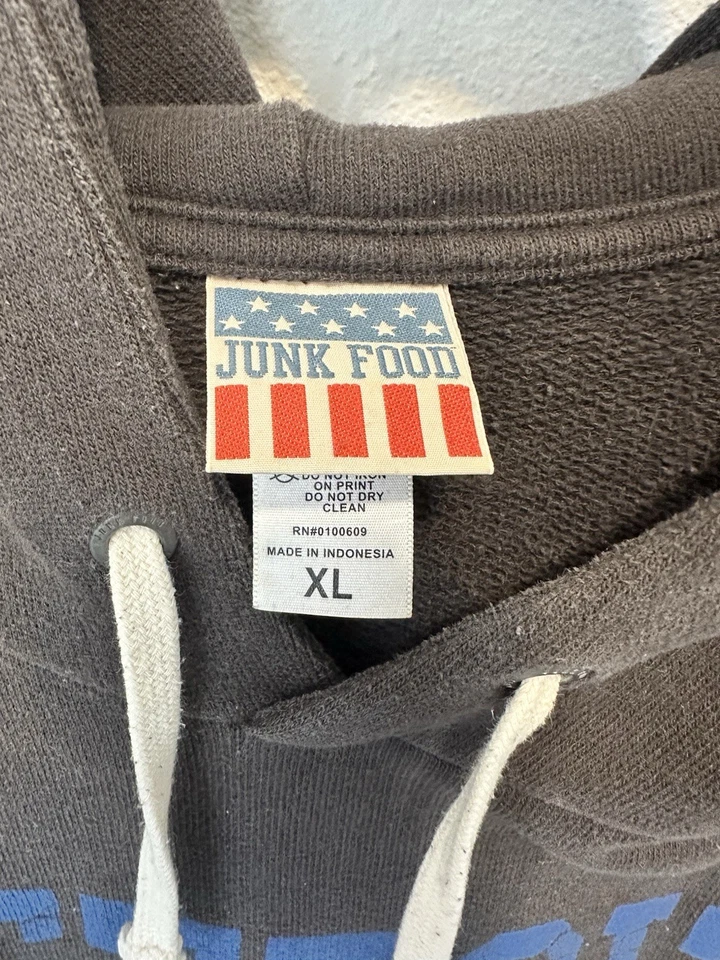 JUNK FOOD
DO NOT IRON
ON PRINT
DO NOT DRY
CLEAN
RN#0100609
MADE IN INDONESIA
XL